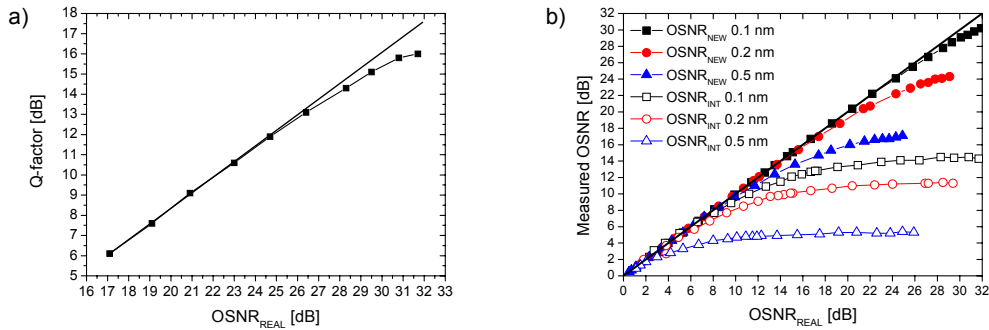 a)
18
17
16
15
14
13
12
11
10
9
8
7
6
5
Q-factor [dB]
16 17 18 19 20 21 22 23 24 25 26 27 28 29 30 31 32 33
OSNR_REAL [dB]
b)
32
30
28
26
24
22
20
18
16
14
12
10
8
6
4
2
0
Measured OSNR [dB]
OSNR_NEW 0.1 nm
OSNR_NEW 0.2 nm
OSNR_NEW 0.5 nm
OSNR_INT 0.1 nm
OSNR_INT 0.2 nm
OSNR_INT 0.5 nm
0 2 4 6 8 10 12 14 16 18 20 22 24 26 28 30 32
OSNR_REAL [dB]